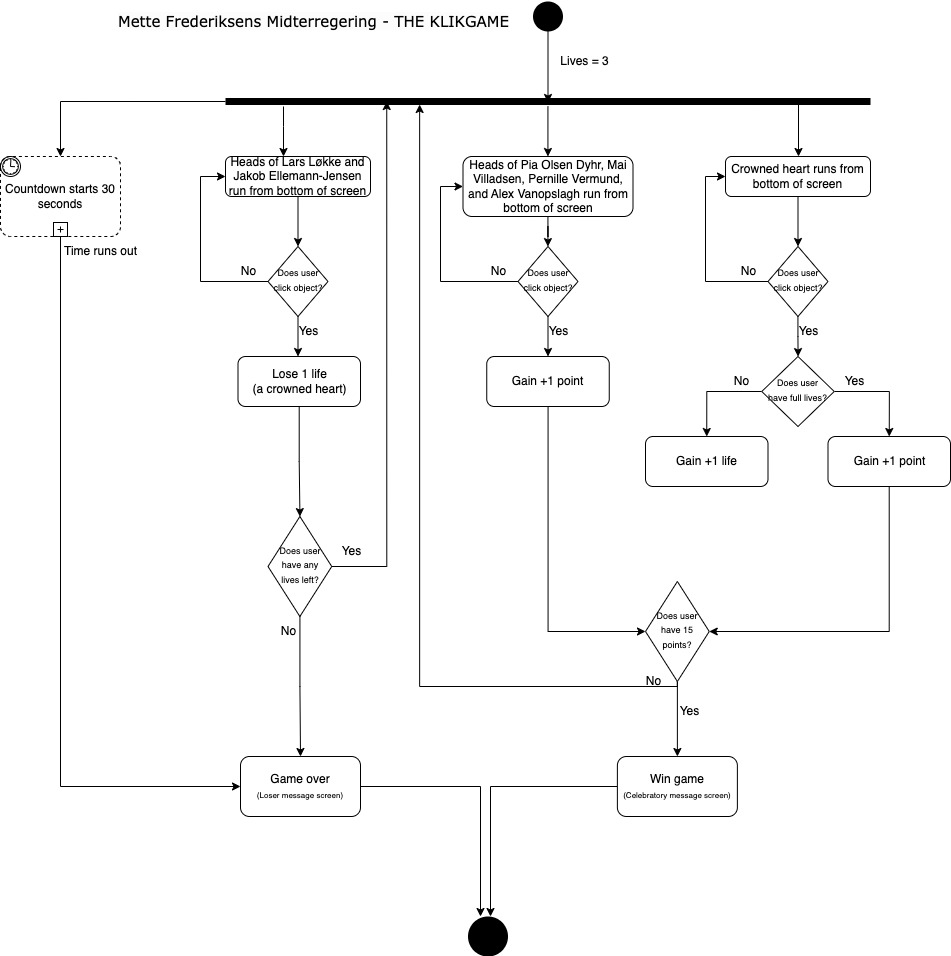 Mette Frederiksens Midterregering - THE KLIKGAME
Lives = 3
Countdown starts 30
seconds
+
Time runs out
Heads of Lars Løkke and
Jakob Ellemann-Jensen
run from bottom of screen
No
Does user
click object?
Yes
Lose 1 life
(a crowned heart)
Does user
have any
lives left?
Yes
No
Game over
(Loser message screen)
Heads of Pia Olsen Dyhr, Mai
Villadsen, Pernille Vermund,
and Alex Vanopslagh run from
bottom of screen
No
Does user
click object?
Yes
Gain +1 point
Crowned heart runs from
bottom of screen
No
Does user
click object?
Yes
No
Does user
have full lives?
Yes
Gain +1 life
Gain +1 point
Does user
have 15
points?
No
Yes
Win game
(Celebratory message screen)